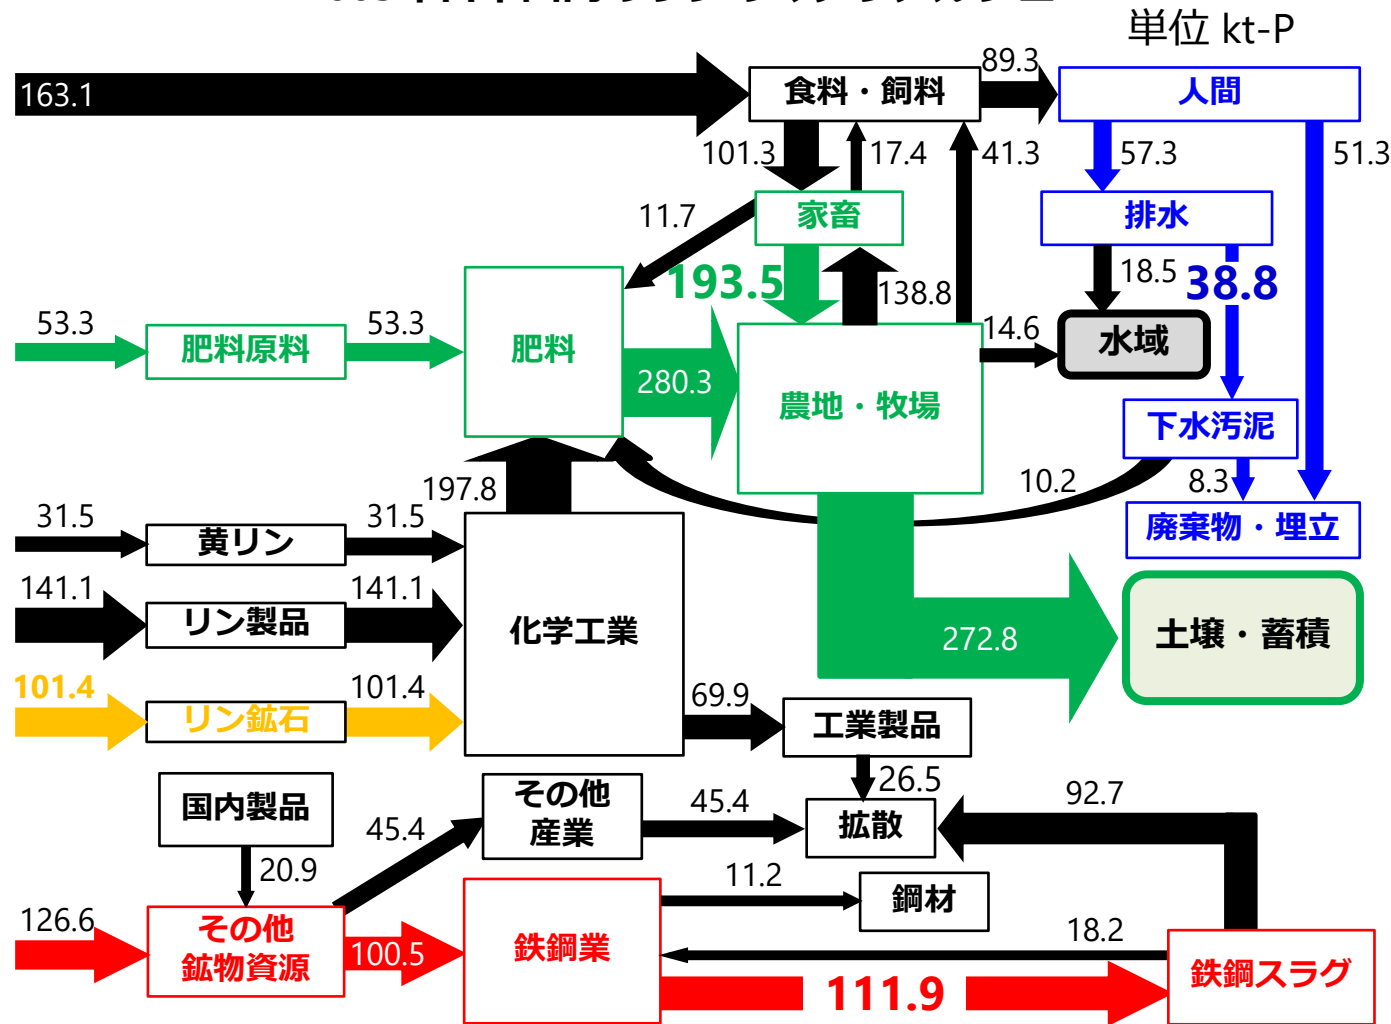 単位 kt-P
163.1
食料・飼料
89.3
人間
101.3
17.4
41.3
57.3
51.3
11.7
家畜
排水
193.5
138.8
18.5
38.8
53.3
肥料原料
53.3
肥料
280.3
農地・牧場
14.6
水域
下水汚泥
197.8
10.2
8.3
廃棄物・埋立
31.5
黄リン
31.5
141.1
リン製品
141.1
化学工業
272.8
土壌・蓄積
101.4
リン鉱石
101.4
69.9
工業製品
国内製品
その他
産業
45.4
45.4
26.5
拡散
92.7
20.9
126.6
その他
鉱物資源
100.5
鉄鋼業
11.2
鋼材
18.2
111.9
鉄鋼スラグ